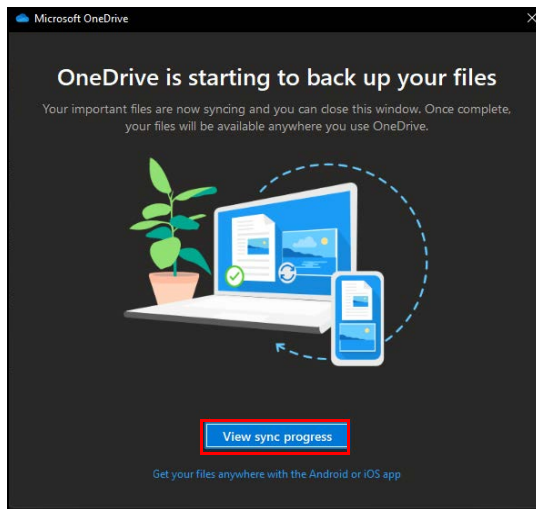 Microsoft OneDrive
OneDrive is starting to back up your files
Your important files are now syncing and you can close this window. Once complete,
your files will be available anywhere you use OneDrive.
View sync progress
Get your files anywhere with the Android or iOS app